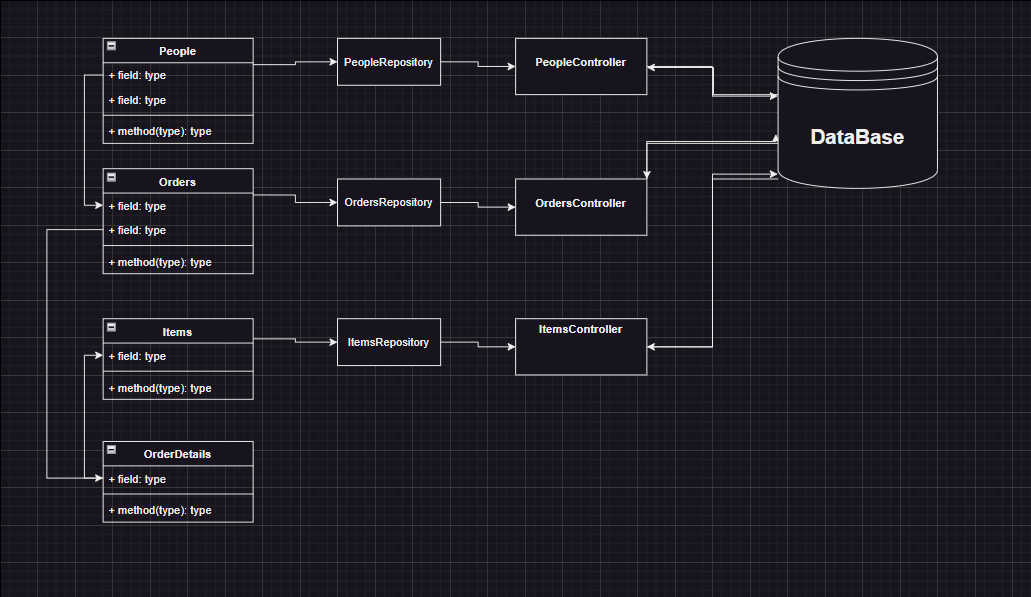 People
+ field: type
+ field: type
+ method(type): type
PeopleRepository
PeopleController
DataBase
Orders
+ field: type
+ field: type
+ method(type): type
OrdersRepository
OrdersController
Items
+ field: type
+ method(type): type
ItemsRepository
ItemsController
OrderDetails
+ field: type
+ method(type): type